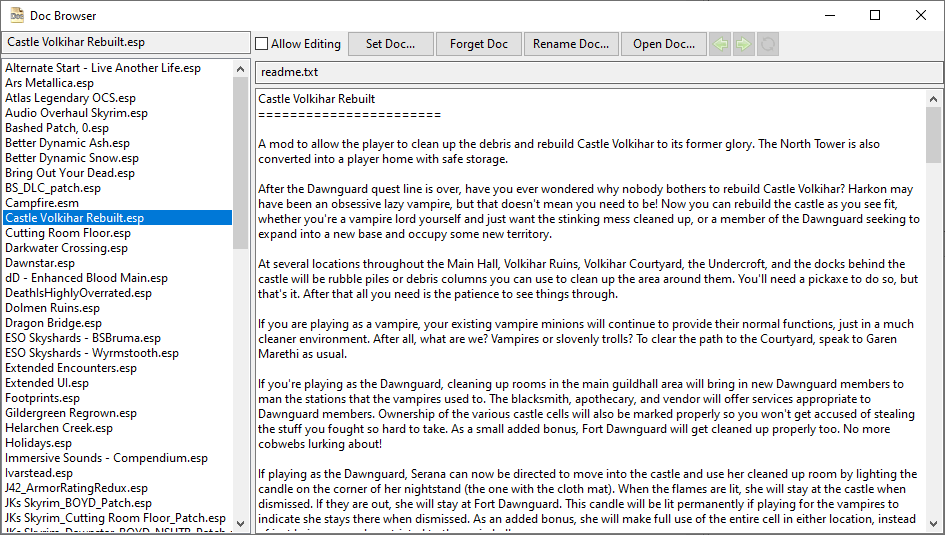 Doc Browser
Castle Volkihar Rebuilt.esp
Allow Editing
Set Doc...
Forget Doc
Rename Doc...
Open Doc...
Alternate Start - Live Another Life.esp
Ars Metallica.esp
Atlas Legendary OCS.esp
Audio Overhaul Skyrim.esp
Bashed Patch, 0.esp
Better Dynamic Ash.esp
Better Dynamic Snow.esp
Bring Out Your Dead.esp
BS_DLC_patch.esp
Campfire.esm
Castle Volkihar Rebuilt.esp
Cutting Room Floor.esp
Darkwater Crossing.esp
Dawnstar.esp
dD - Enhanced Blood Main.esp
DeathIsHighlyOverrated.esp
Dolmen Ruins.esp
Dragon Bridge.esp
ESO Skyshards - BSBruma.esp
ESO Skyshards - Wyrmstooth.esp
Extended Encounters.esp
Extended UI.esp
Footprints.esp
Gildergreen Regrown.esp
Helarchen Creek.esp
Holidays.esp
Immersive Sounds - Compendium.esp
Ivarstead.esp
J42_ArmorRatingRedux.esp
JKs Skyrim_BOYD_Patch.esp
JKs Skyrim_Cutting Room Floor_Patch.esp
readme.txt
Castle Volkihar Rebuilt
=======================
A mod to allow the player to clean up the debris and rebuild Castle Volkihar to its former glory. The North Tower is also
converted into a player home with safe storage.
After the Dawnguard quest line is over, have you ever wondered why nobody bothers to rebuild Castle Volkihar? Harkon may
have been an obsessive lazy vampire, but that doesn't mean you need to be! Now you can rebuild the castle as you see fit,
whether you're a vampire lord yourself and just want the stinking mess cleaned up, or a member of the Dawnguard seeking to
expand into a new base and occupy some new territory.
At several locations throughout the Main Hall, Volkihar Ruins, Volkihar Courtyard, the Undercroft, and the docks behind the
castle will be rubble piles or debris columns you can use to clean up the area around them. You'll need a pickaxe to do so, but
that's it. After that all you need is the patience to see things through.
If you are playing as a vampire, your existing vampire minions will continue to provide their normal functions, just in a much
cleaner environment. After all, what are we? Vampires or slovenly trolls? To clear the path to the Courtyard, speak to Garen
Marethi as usual.
If you're playing as the Dawnguard, cleaning up rooms in the main guildhall area will bring in new Dawnguard members to
man the stations that the vampires used to. The blacksmith, apothecary, and vendor will offer services appropriate to
Dawnguard members. Ownership of the various castle cells will also be marked properly so you won't get accused of stealing
the stuff you fought so hard to take. As a small added bonus, Fort Dawnguard will get cleaned up properly too. No more
cobwebs lurking about!
If playing as the Dawnguard, Serana can now be directed to move into the castle and use her cleaned up room by lighting the
candle on the corner of her nightstand (the one with the cloth mat). When the flames are lit, she will stay at the castle when
dismissed. If they are out, she will stay at Fort Dawnguard. This candle will be lit permanently if playing for the vampires to
indicate she stays there when dismissed. As an added bonus, she will make full use of the entire cell in either location, instead